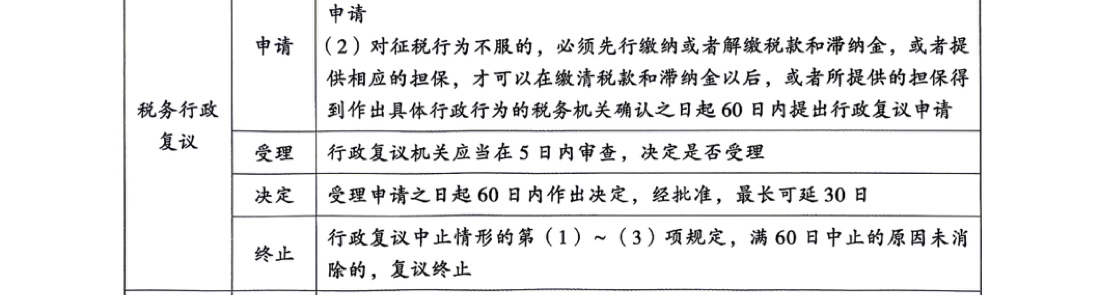 申请
申请
（2）对征税行为不服的，必须先行缴纳或者解缴税款和滞纳金，或者提
供相应的担保，才可以在缴清税款和滞纳金以后，或者所提供的担保得
到作出具体行政行为的税务机关确认之日起 60 日内提出行政复议申请
税务行政
复议
受理
行政复议机关应当在 5 日内审查，决定是否受理
决定
受理申请之日起 60 日内作出决定，经批准，最长可延 30 日
终止
行政复议中止情形的第（1）～（3）项规定，满 60 日中止的原因未消
除的，复议终止